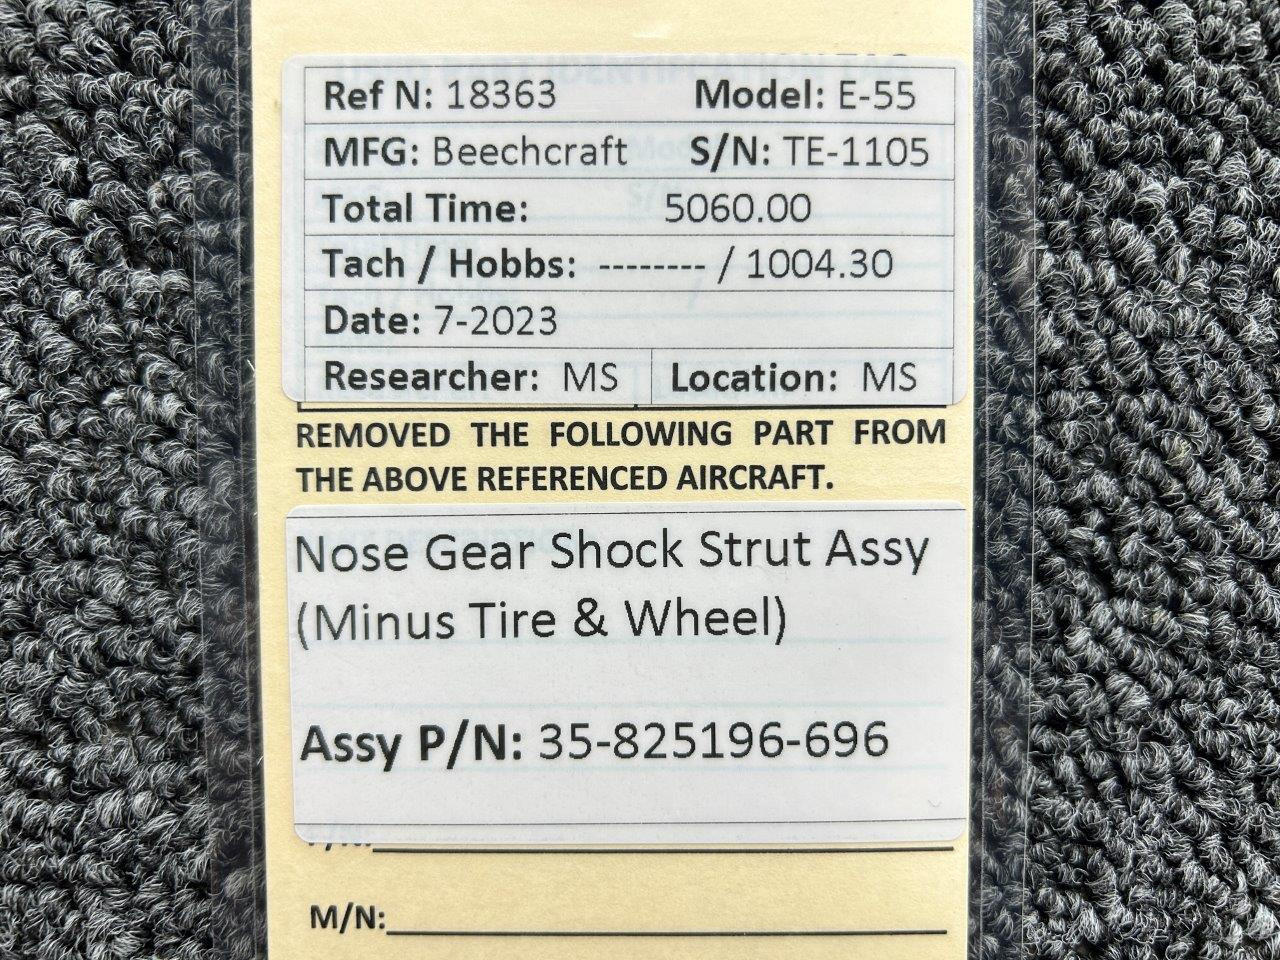 Ref N: 18363 Model: E-55
MFG: Beechcraft S/N: TE-1105
Total Time: 5060.00
Tach / Hobbs: -------- / 1004.30
Date: 7-2023
Researcher: MS Location: MS
REMOVED THE FOLLOWING PART FROM
THE ABOVE REFERENCED AIRCRAFT.
Nose Gear Shock Strut Assy
(Minus Tire & Wheel)
Assy P/N: 35-825196-696
M/N: